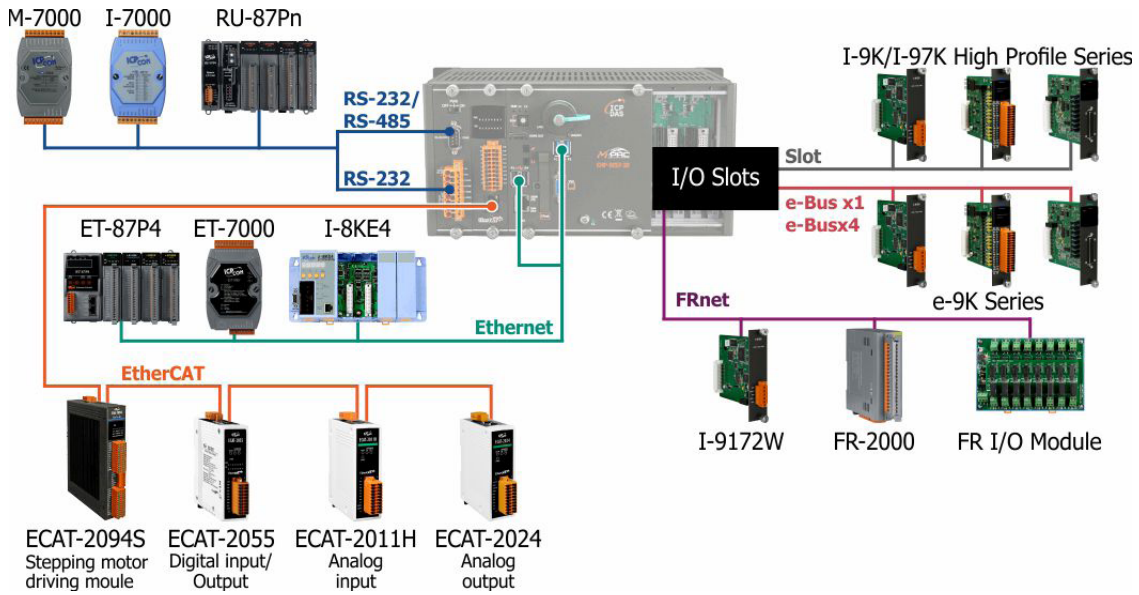 M-7000
I-7000
RU-87Pn
I-9K/I-97K High Profile Series
RS-232/
RS-485
RS-232
ICP
DAS
I/O Slots
Slot
e-Bus x1
e-Busx4
ET-87P4
ET-7000
I-8KE4
Ethernet
FRnet
e-9K Series
EtherCAT
I-9172W
FR-2000
FR I/O Module
ECAT-2094S
Stepping motor
driving moule
ECAT-2055
Digital input/
Output
ECAT-2011H
Analog
input
ECAT-2024
Analog
output